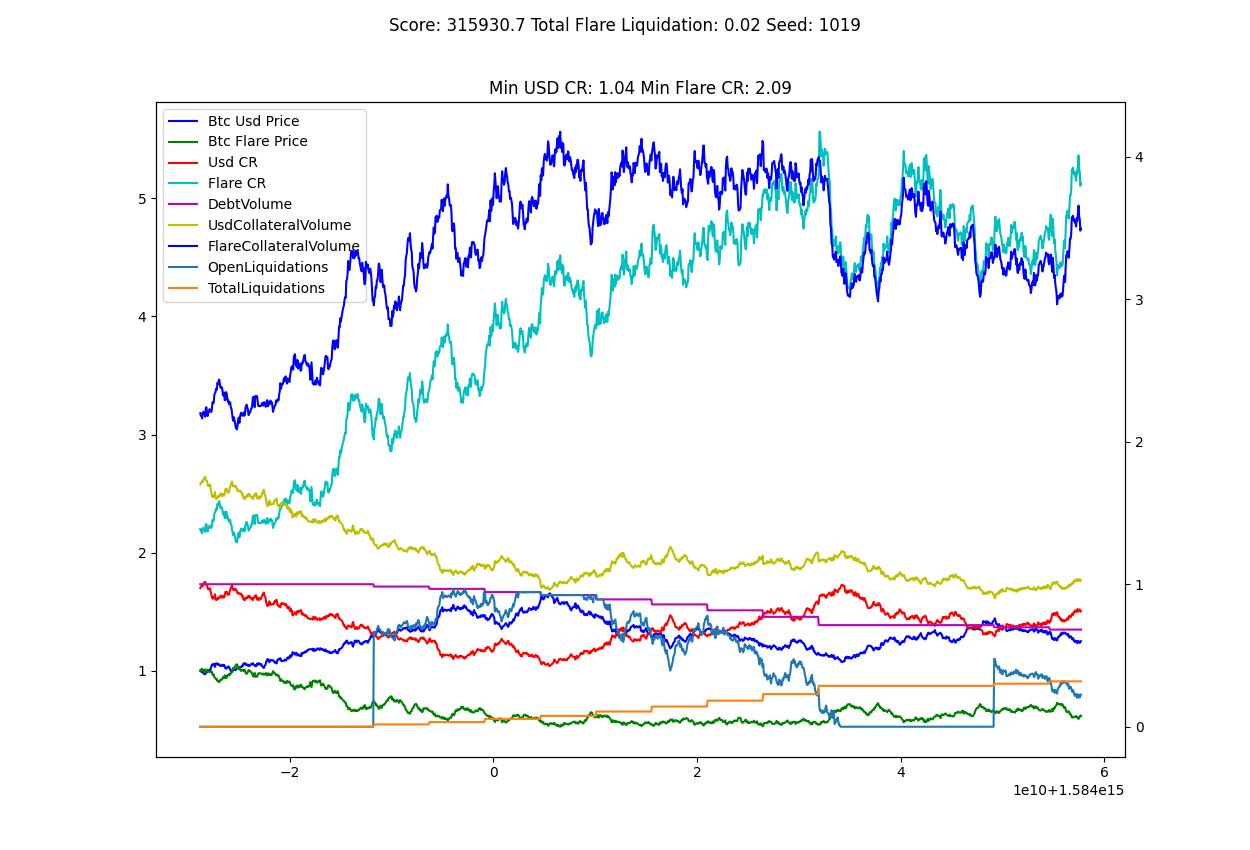 Score: 315930.7 Total Flare Liquidation: 0.02 Seed: 1019
Min USD CR: 1.04 Min Flare CR: 2.09
Btc Usd Price
Btc Flare Price
Usd CR
Flare CR
DebtVolume
UsdCollateralVolume
FlareCollateralVolume
OpenLiquidations
TotalLiquidations
5
4
3
2
1
4
3
2
1
0
−2
0
2
4
6
1e10+1.584e15